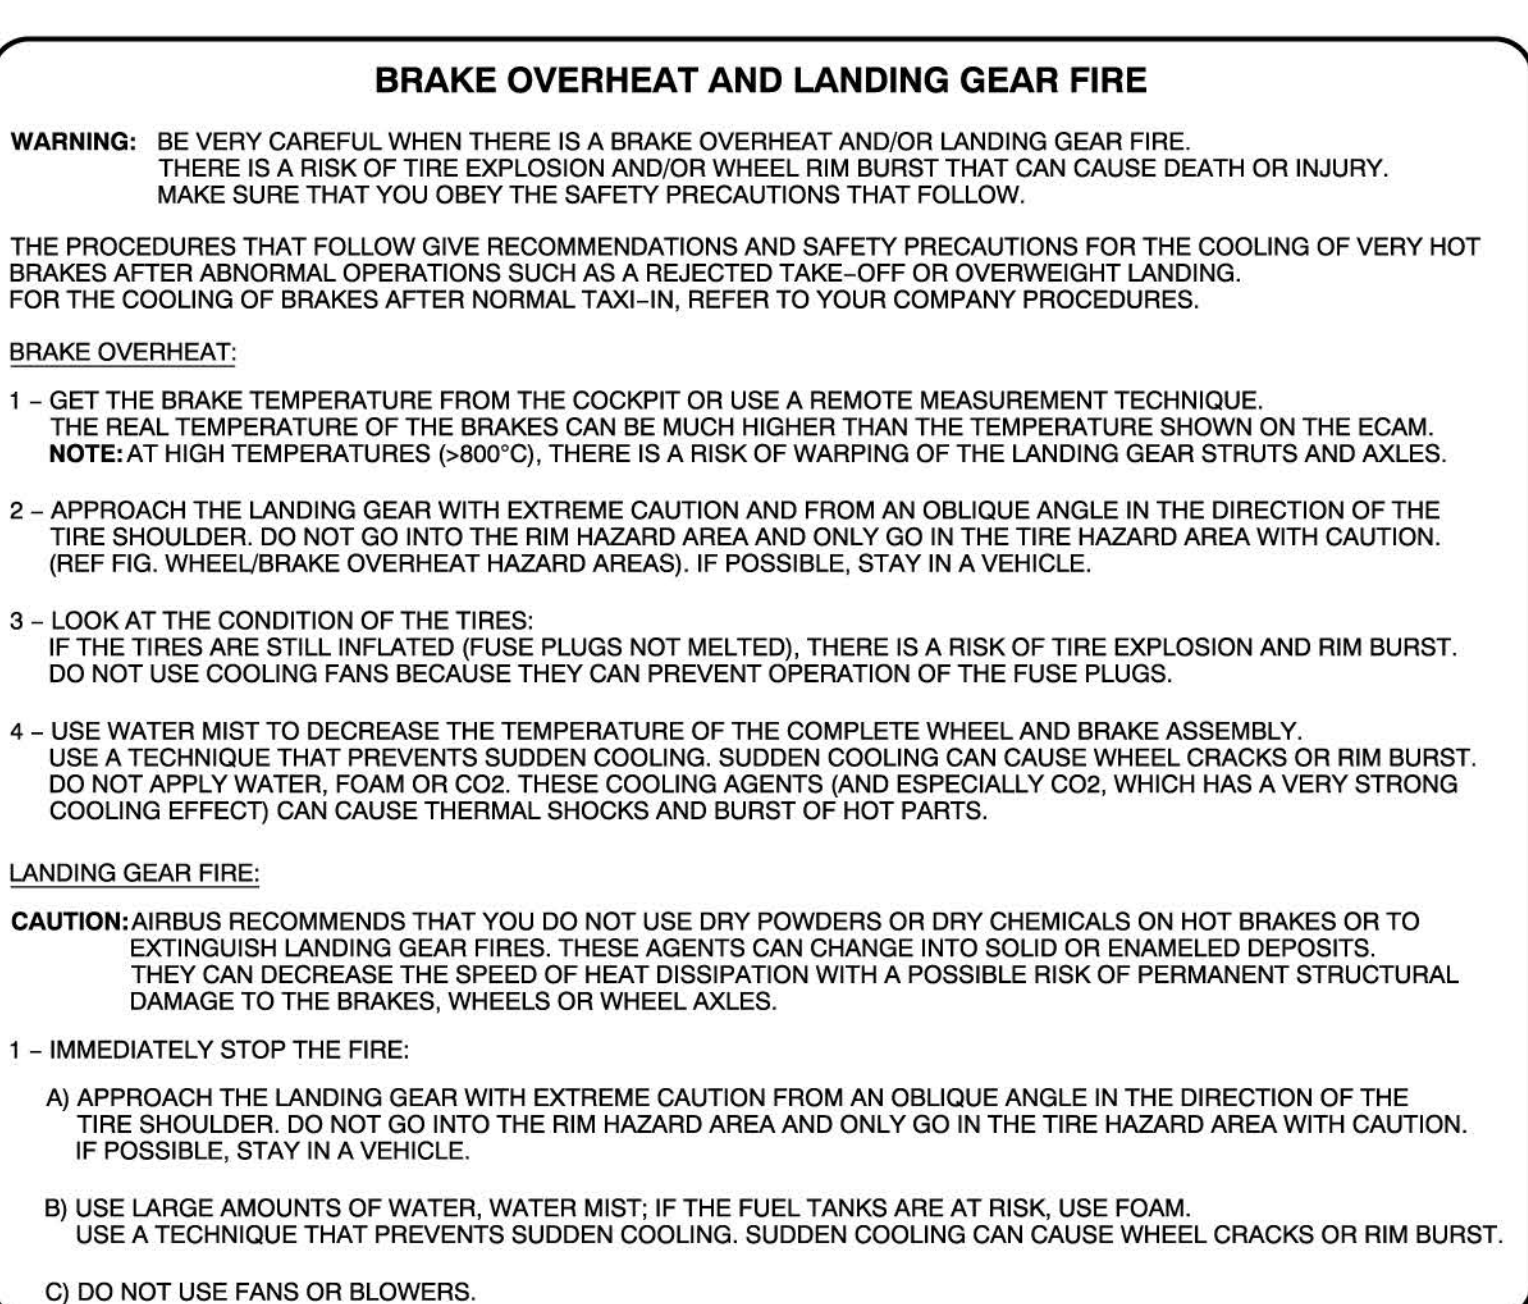 BRAKE OVERHEAT AND LANDING GEAR FIRE
WARNING: BE VERY CAREFUL WHEN THERE IS A BRAKE OVERHEAT AND/OR LANDING GEAR FIRE.
THERE IS A RISK OF TIRE EXPLOSION AND/OR WHEEL RIM BURST THAT CAN CAUSE DEATH OR INJURY.
MAKE SURE THAT YOU OBEY THE SAFETY PRECAUTIONS THAT FOLLOW.
THE PROCEDURES THAT FOLLOW GIVE RECOMMENDATIONS AND SAFETY PRECAUTIONS FOR THE COOLING OF VERY HOT
BRAKES AFTER ABNORMAL OPERATIONS SUCH AS A REJECTED TAKE–OFF OR OVERWEIGHT LANDING.
FOR THE COOLING OF BRAKES AFTER NORMAL TAXI–IN, REFER TO YOUR COMPANY PROCEDURES.
BRAKE OVERHEAT:
1 – GET THE BRAKE TEMPERATURE FROM THE COCKPIT OR USE A REMOTE MEASUREMENT TECHNIQUE.
THE REAL TEMPERATURE OF THE BRAKES CAN BE MUCH HIGHER THAN THE TEMPERATURE SHOWN ON THE ECAM.
NOTE: AT HIGH TEMPERATURES (>800°C), THERE IS A RISK OF WARPING OF THE LANDING GEAR STRUTS AND AXLES.
2 – APPROACH THE LANDING GEAR WITH EXTREME CAUTION AND FROM AN OBLIQUE ANGLE IN THE DIRECTION OF THE
TIRE SHOULDER. DO NOT GO INTO THE RIM HAZARD AREA AND ONLY GO IN THE TIRE HAZARD AREA WITH CAUTION.
(REF FIG. WHEEL/BRAKE OVERHEAT HAZARD AREAS). IF POSSIBLE, STAY IN A VEHICLE.
3 – LOOK AT THE CONDITION OF THE TIRES:
IF THE TIRES ARE STILL INFLATED (FUSE PLUGS NOT MELTED), THERE IS A RISK OF TIRE EXPLOSION AND RIM BURST.
DO NOT USE COOLING FANS BECAUSE THEY CAN PREVENT OPERATION OF THE FUSE PLUGS.
4 – USE WATER MIST TO DECREASE THE TEMPERATURE OF THE COMPLETE WHEEL AND BRAKE ASSEMBLY.
USE A TECHNIQUE THAT PREVENTS SUDDEN COOLING. SUDDEN COOLING CAN CAUSE WHEEL CRACKS OR RIM BURST.
DO NOT APPLY WATER, FOAM OR CO2. THESE COOLING AGENTS (AND ESPECIALLY CO2, WHICH HAS A VERY STRONG
COOLING EFFECT) CAN CAUSE THERMAL SHOCKS AND BURST OF HOT PARTS.
LANDING GEAR FIRE:
CAUTION: AIRBUS RECOMMENDS THAT YOU DO NOT USE DRY POWDERS OR DRY CHEMICALS ON HOT BRAKES OR TO
EXTINGUISH LANDING GEAR FIRES. THESE AGENTS CAN CHANGE INTO SOLID OR ENAMELED DEPOSITS.
THEY CAN DECREASE THE SPEED OF HEAT DISSIPATION WITH A POSSIBLE RISK OF PERMANENT STRUCTURAL
DAMAGE TO THE BRAKES, WHEELS OR WHEEL AXLES.
1 – IMMEDIATELY STOP THE FIRE:
A) APPROACH THE LANDING GEAR WITH EXTREME CAUTION FROM AN OBLIQUE ANGLE IN THE DIRECTION OF THE
TIRE SHOULDER. DO NOT GO INTO THE RIM HAZARD AREA AND ONLY GO IN THE TIRE HAZARD AREA WITH CAUTION.
IF POSSIBLE, STAY IN A VEHICLE.
B) USE LARGE AMOUNTS OF WATER, WATER MIST; IF THE FUEL TANKS ARE AT RISK, USE FOAM.
USE A TECHNIQUE THAT PREVENTS SUDDEN COOLING. SUDDEN COOLING CAN CAUSE WHEEL CRACKS OR RIM BURST.
C) DO NOT USE FANS OR BLOWERS.